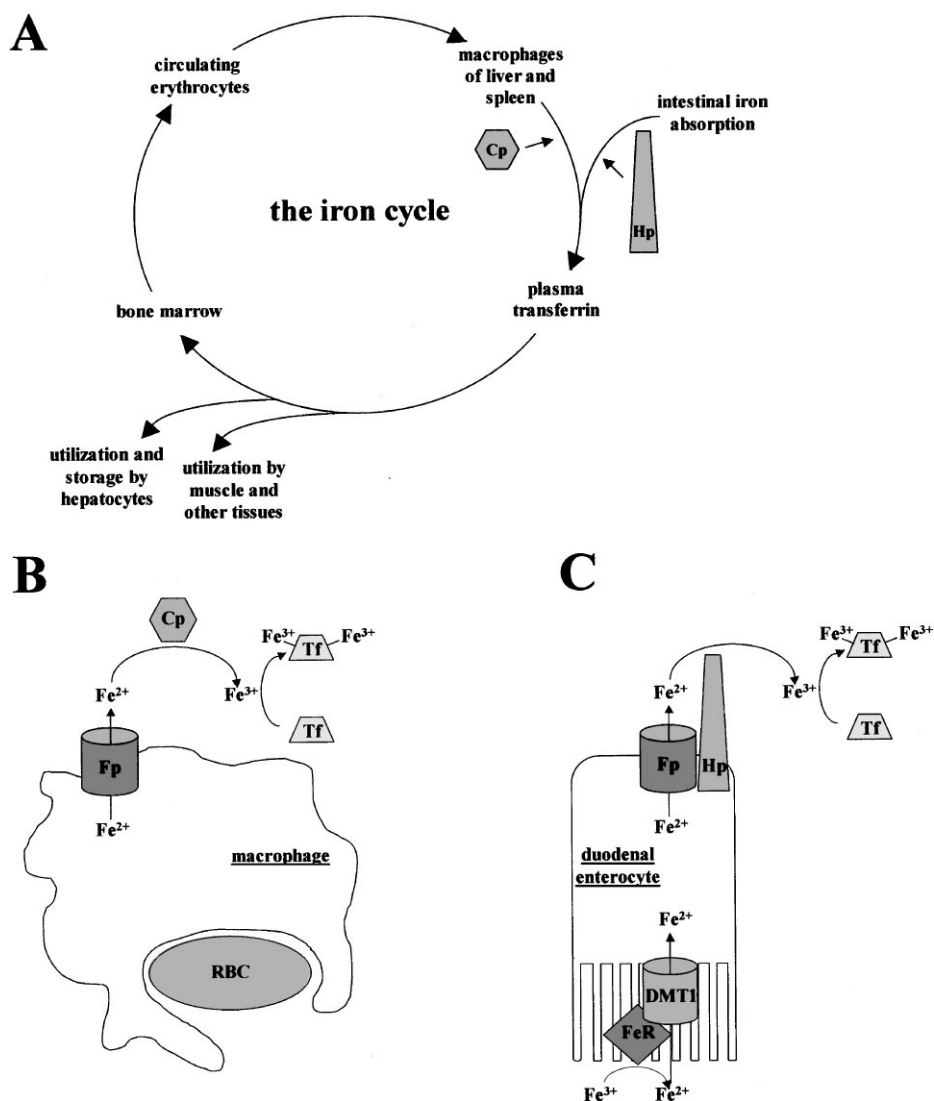 A
circulating
erythrocytes
macrophages
of liver and
spleen
intestinal iron
absorption
Cp
Hp
the iron cycle
plasma
transferrin
bone marrow
utilization and
storage by
hepatocytes
utilization by
muscle and
other tissues
B
Cp
Fe³⁺
Tf
Fe³⁺
Fe²⁺
Fe³⁺
Tf
Fp
Fe²⁺
macrophage
RBC
C
Fe³⁺
Tf
Fe³⁺
Fe²⁺
Fe³⁺
Tf
Fp
Hp
Fe²⁺
duodenal
enterocyte
Fe²⁺
DMT1
FeR
Fe³⁺
Fe²⁺